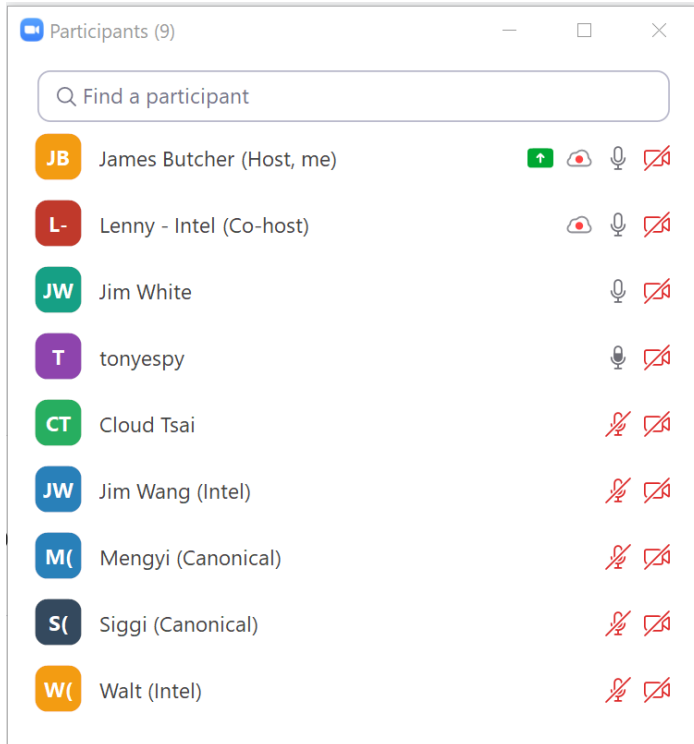 Participants (9)
Find a participant
JB James Butcher (Host, me)
L- Lenny - Intel (Co-host)
JW Jim White
T tonyespy
CT Cloud Tsai
JW Jim Wang (Intel)
M( Mengyi (Canonical)
S( Siggi (Canonical)
W( Walt (Intel)